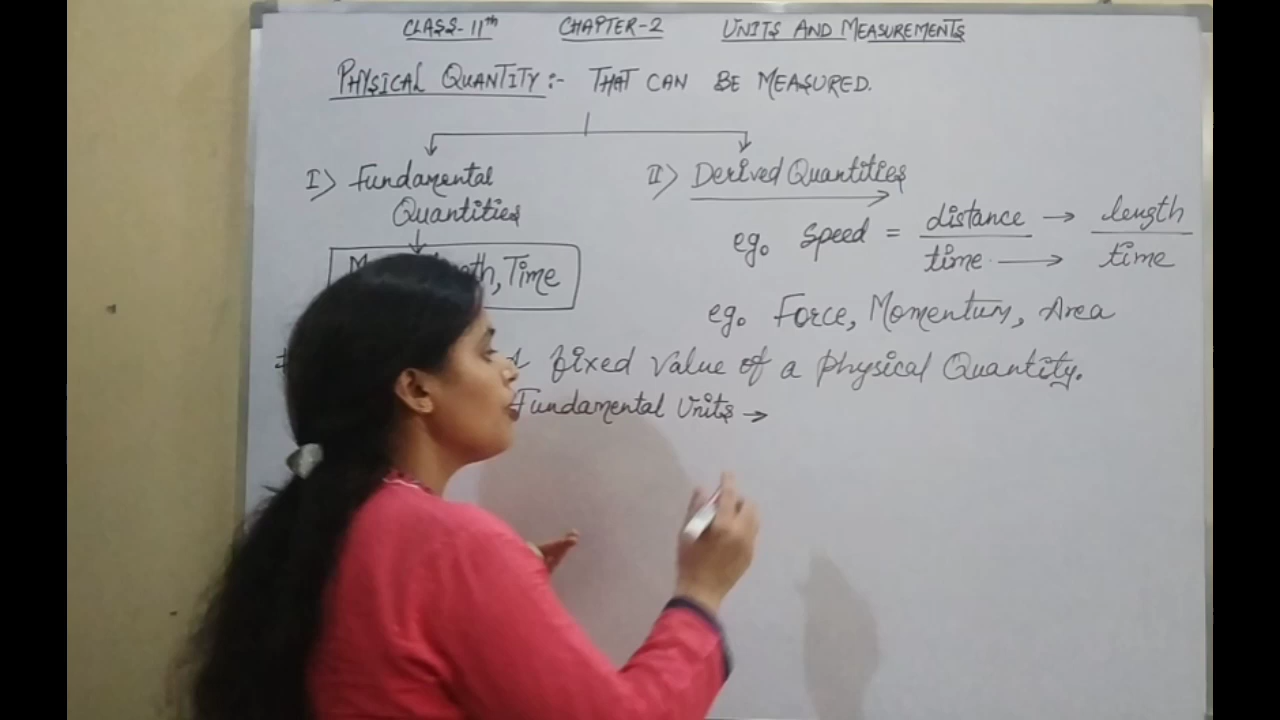 CLASS-11th CHAPTER-2 UNITS AND MEASUREMENTS
PHYSICAL QUANTITY:- THAT CAN BE MEASURED.
I) Fundamental Quantities
Time
II) Derived Quantities
eg. Speed = distance → length
time → time
eg. Force, Momentum, Area
fixed value of a physical Quantity.
Fundamental Units →